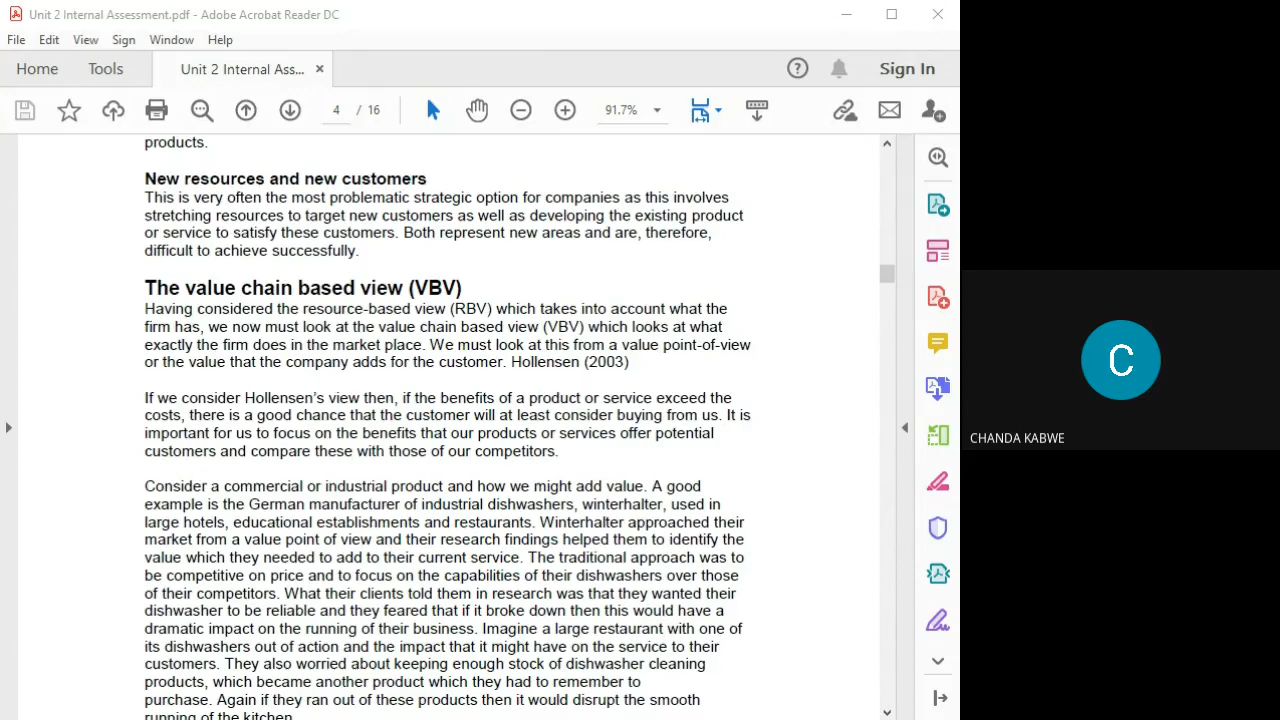 Unit 2 Internal Assessment.pdf - Adobe Acrobat Reader DC
File Edit View Sign Window Help
Home Tools Unit 2 Internal Ass... × Sign In
4 / 16 91.7%
products.
New resources and new customers
This is very often the most problematic strategic option for companies as this involves
stretching resources to target new customers as well as developing the existing product
or service to satisfy these customers. Both represent new areas and are, therefore,
difficult to achieve successfully.
The value chain based view (VBV)
Having considered the resource-based view (RBV) which takes into account what the
firm has, we now must look at the value chain based view (VBV) which looks at what
exactly the firm does in the market place. We must look at this from a value point-of-view
or the value that the company adds for the customer. Hollensen (2003)
If we consider Hollensen's view then, if the benefits of a product or service exceed the
costs, there is a good chance that the customer will at least consider buying from us. It is
important for us to focus on the benefits that our products or services offer potential
customers and compare these with those of our competitors.
Consider a commercial or industrial product and how we might add value. A good
example is the German manufacturer of industrial dishwashers, winterhalter, used in
large hotels, educational establishments and restaurants. Winterhalter approached their
market from a value point of view and their research findings helped them to identify the
value which they needed to add to their current service. The traditional approach was to
be competitive on price and to focus on the capabilities of their dishwashers over those
of their competitors. What their clients told them in research was that they wanted their
dishwasher to be reliable and they feared that if it broke down then this would have a
dramatic impact on the running of their business. Imagine a large restaurant with one of
its dishwashers out of action and the impact that it might have on the service to their
customers. They also worried about keeping enough stock of dishwasher cleaning
products, which became another product which they had to remember to
purchase. Again if they ran out of these products then it would disrupt the smooth
running of the kitchen.
C
CHANDA KABWE